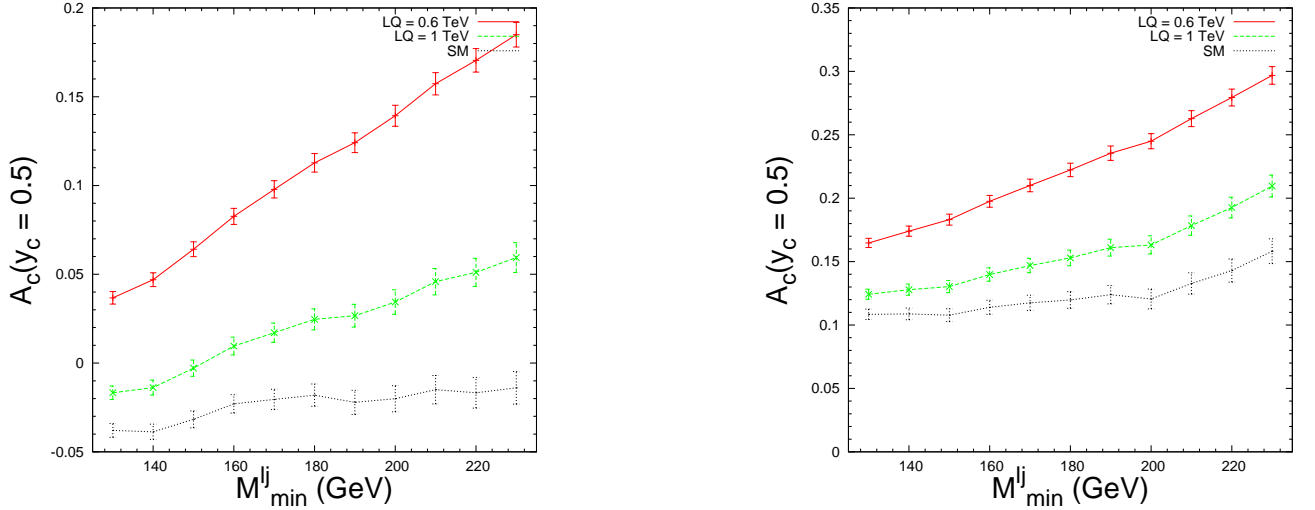 LQ = 0.6 TeV
LQ = 1 TeV
SM
0.2
0.15
0.1
0.05
0
-0.05
A_c(y_c = 0.5)
140 160 180 200 220
M^lj_min (GeV)
LQ = 0.6 TeV
LQ = 1 TeV
SM
0.35
0.3
0.25
0.2
0.15
0.1
0.05
0
A_c(y_c = 0.5)
140 160 180 200 220
M^lj_min (GeV)